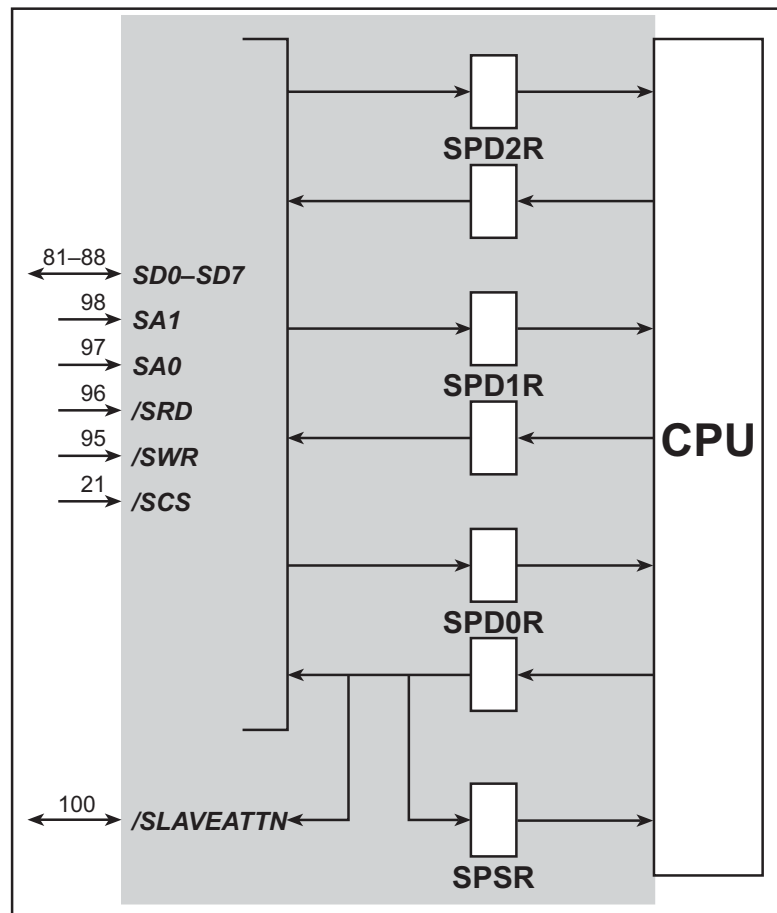 SPD2R
81–88
SD0–SD7
98
SA1
97
SA0
SPD1R
96
/SRD
95
/SWR
CPU
21
/SCS
SPD0R
100
/SLAVEATTN
SPSR